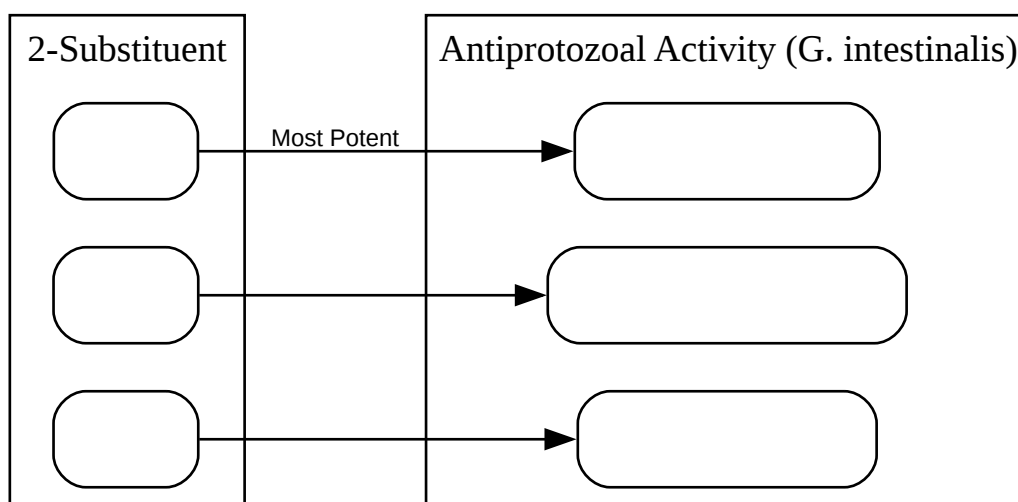 2-Substituent
Antiprotozoal Activity (G. intestinalis)
Most Potent